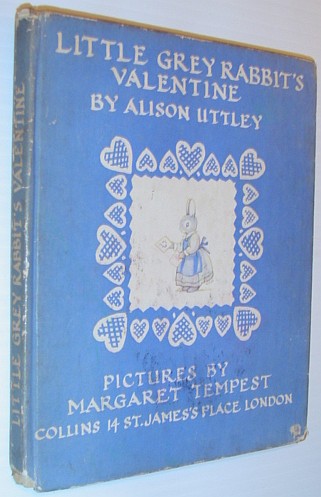 LITTLE GREY RABBIT'S
VALENTINE
BY ALISON UTTLEY
PICTURES BY
MARGARET TEMPEST
COLLINS 14 ST. JAMES'S PLACE LONDON
LITTLE GREY RABBIT'S VALENTINE